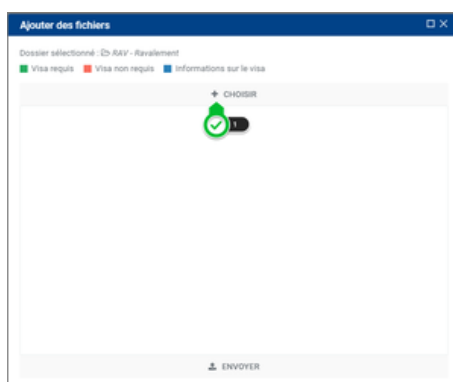 Ajouter des fichiers
Dossier sélectionné : RAV - Ravalement
Visa requis Visa non requis Informations sur le visa
+ CHOISIR
1
ENVOYER